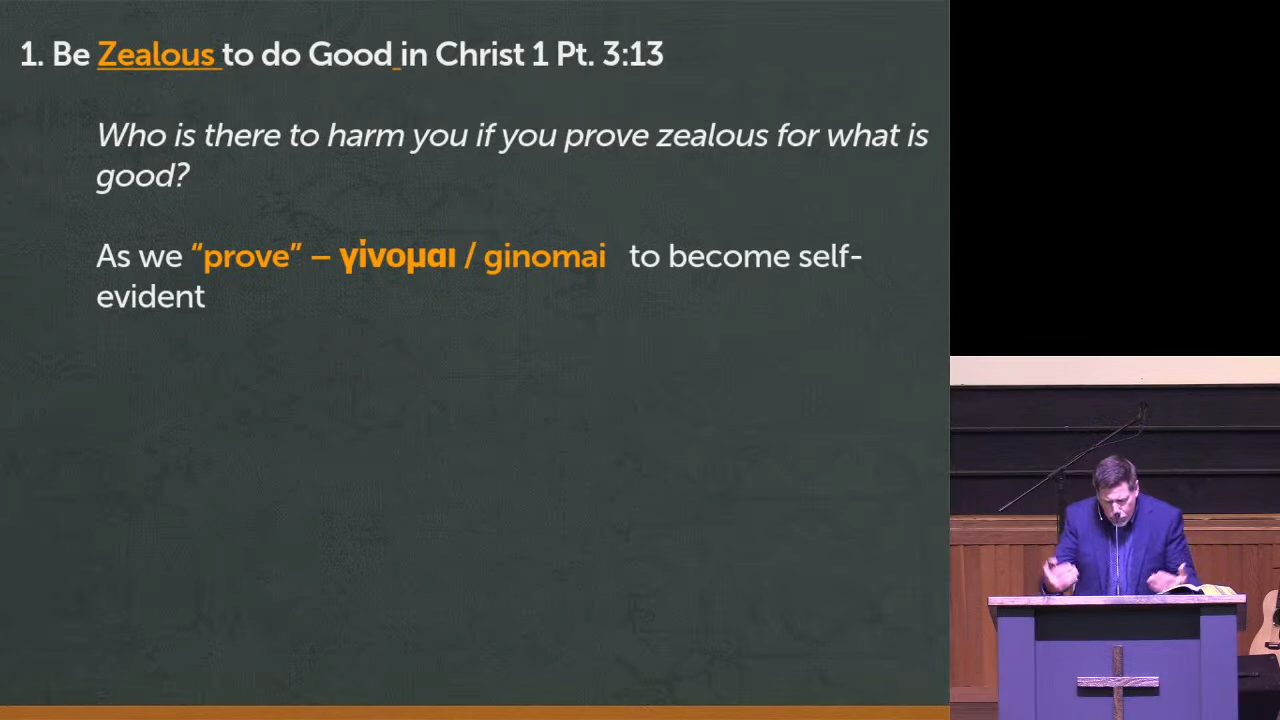 1. Be Zealous to do Good in Christ 1 Pt. 3:13
Who is there to harm you if you prove zealous for what is
good?
As we “prove” – γίνομαι / ginomai to become self-
evident